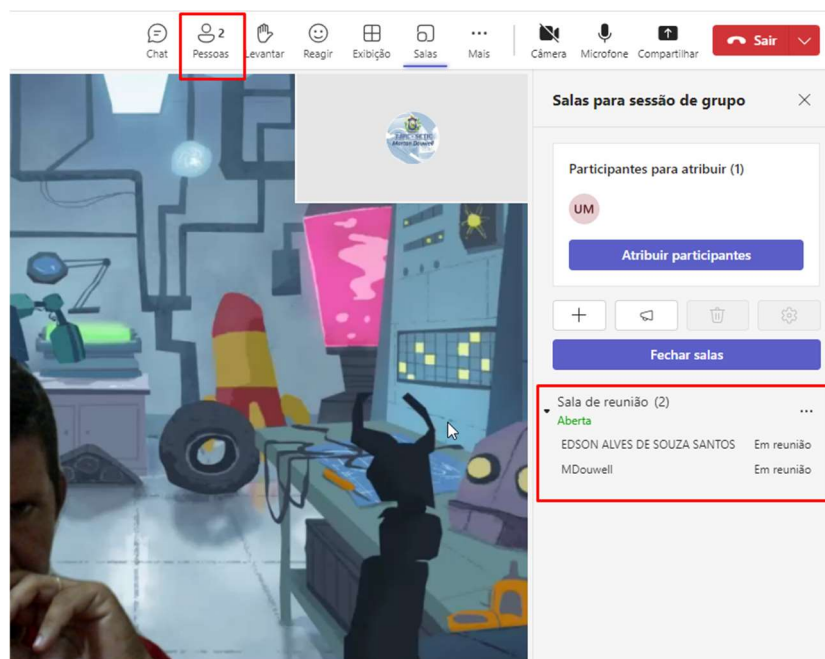 2
Chat
Pessoas
Levantar
Reagir
Exibição
Salas
Mais
Câmera
Microfone
Compartilhar
Sair
Salas para sessão de grupo
Participantes para atribuir (1)
UM
Atribuir participantes
Fechar salas
Sala de reunião (2)
Aberta
EDSON ALVES DE SOUZA SANTOS Em reunião
MDouwell Em reunião